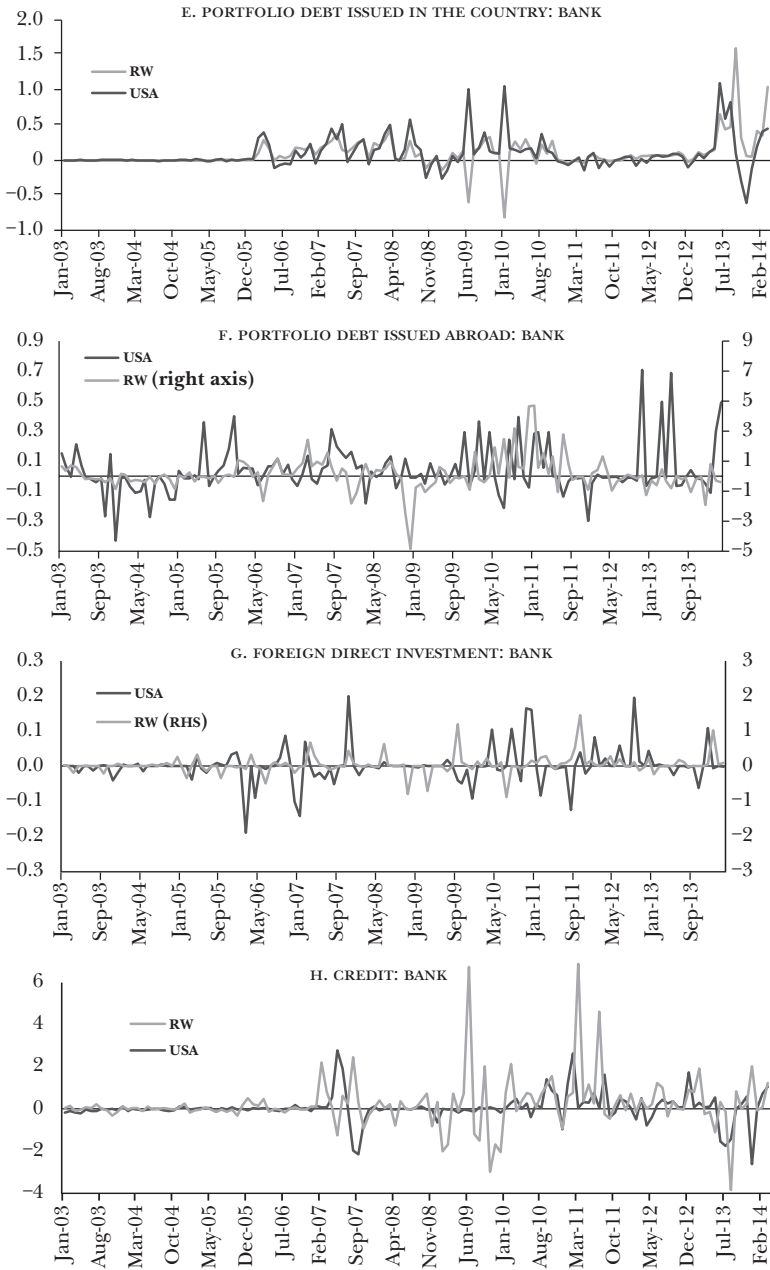 E. PORTFOLIO DEBT ISSUED IN THE COUNTRY: BANK
2.0
1.5
1.0
0.5
0
−0.5
−1.0
RW
USA
Jan-03
Aug-03
Mar-04
Oct-04
May-05
Dec-05
Jul-06
Feb-07
Sep-07
Apr-08
Nov-08
Jun-09
Jan-10
Aug-10
Mar-11
Oct-11
May-12
Dec-12
Jul-13
Feb-14
F. PORTFOLIO DEBT ISSUED ABROAD: BANK
0.9
0.7
0.5
0.3
0.1
−0.1
−0.3
−0.5
USA
RW (right axis)
9
7
5
3
1
−1
−3
−5
Jan-03
Sep-03
May-04
Jan-05
Sep-05
May-06
Jan-07
Sep-07
May-08
Jan-09
Sep-09
May-10
Jan-11
Sep-11
May-12
Jan-13
Sep-13
G. FOREIGN DIRECT INVESTMENT: BANK
0.3
0.2
0.1
0.0
−0.1
−0.2
−0.3
USA
RW (RHS)
3
2
1
0
−1
−2
−3
Jan-03
Sep-03
May-04
Jan-05
Sep-05
May-06
Jan-07
Sep-07
May-08
Jan-09
Sep-09
May-10
Jan-11
Sep-11
May-12
Jan-13
Sep-13
H. CREDIT: BANK
6
4
2
0
−2
−4
RW
USA
Jan-03
Aug-03
Mar-04
Oct-04
May-05
Dec-05
Jul-06
Feb-07
Sep-07
Apr-08
Nov-08
Jun-09
Jan-10
Aug-10
Mar-11
Oct-11
May-12
Dec-12
Jul-13
Feb-14